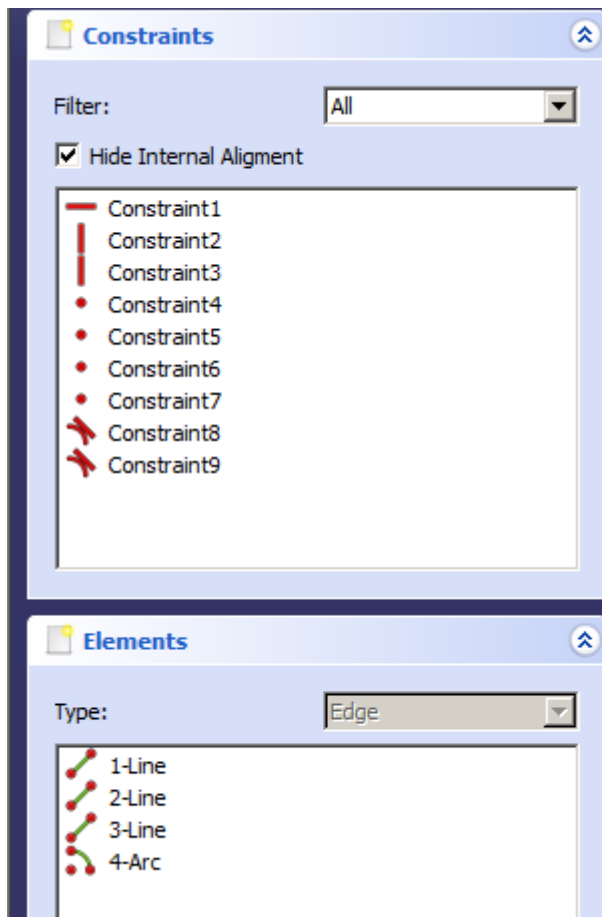 Constraints
Filter: All
Hide Internal Aligment
Constraint1
Constraint2
Constraint3
Constraint4
Constraint5
Constraint6
Constraint7
Constraint8
Constraint9
Elements
Type: Edge
1-Line
2-Line
3-Line
4-Arc